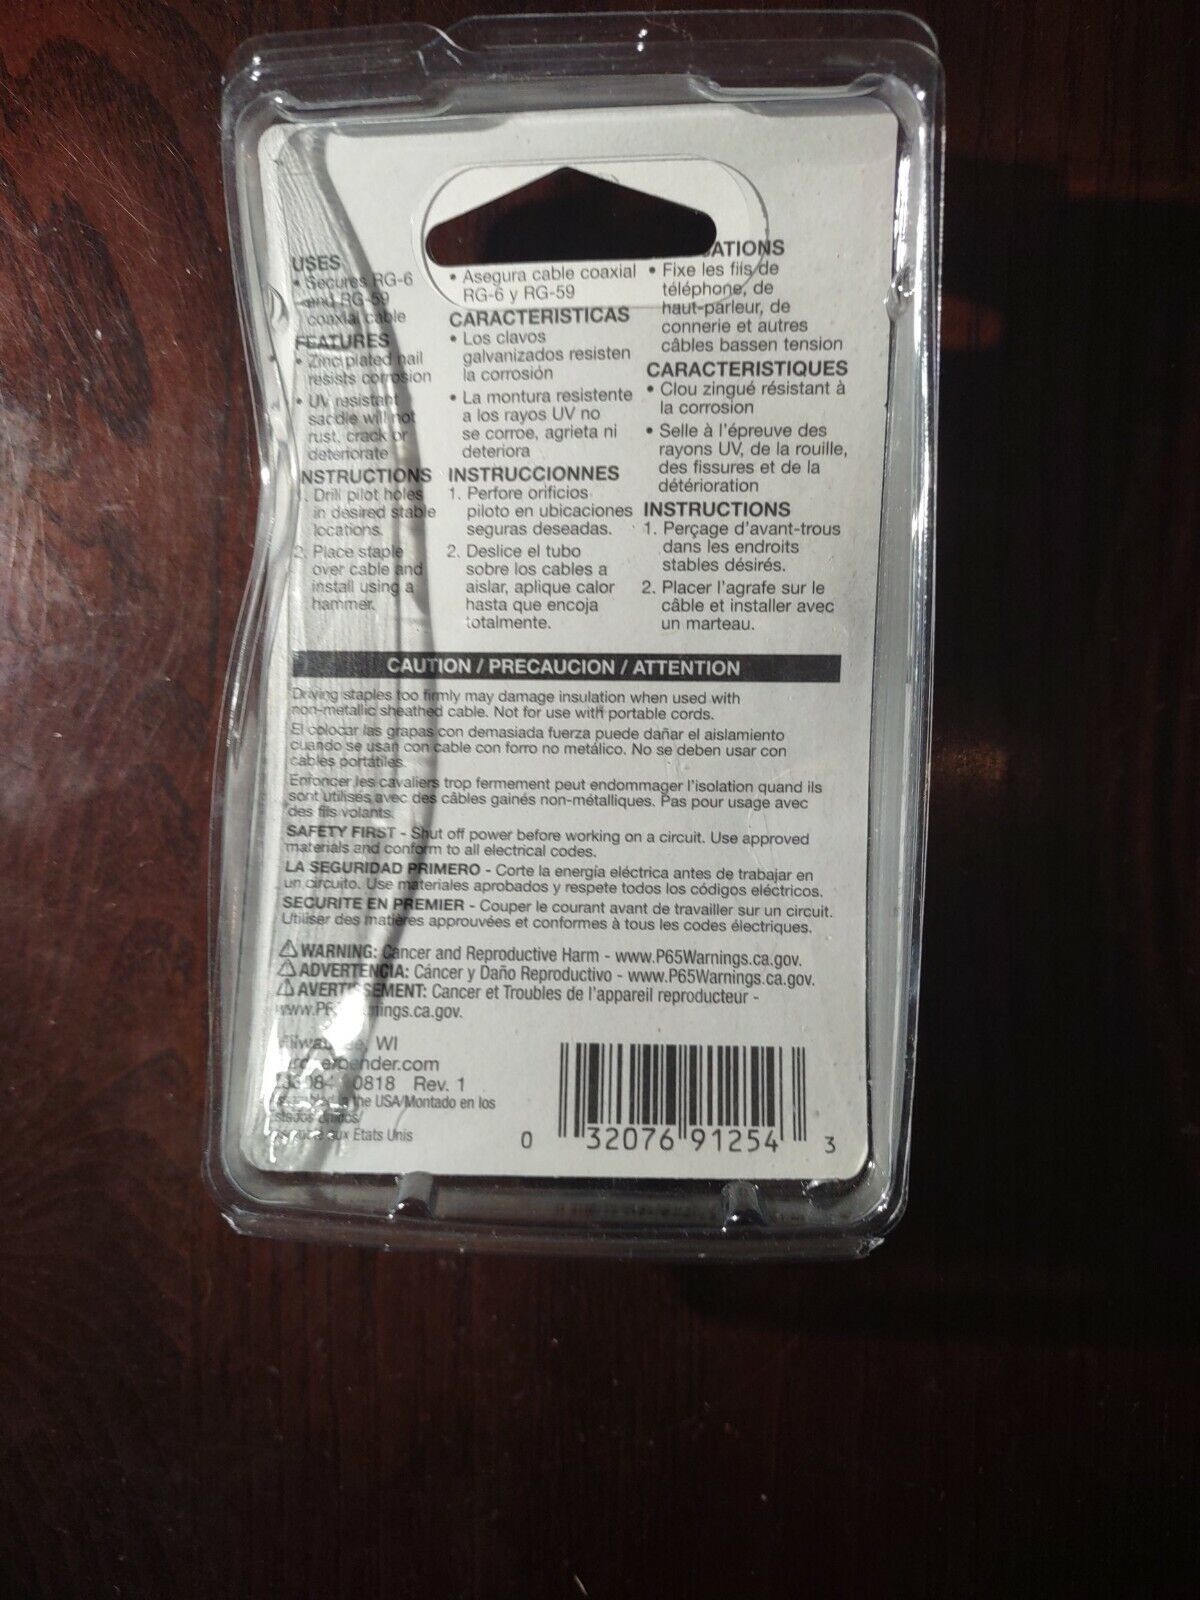 USES
• Secures RG-6
and RG-59
coaxial cable
FEATURES
• Zinc plated nail
resists corrosion
• UV resistant
saddle will not
rust, crack or
deteriorate
NSTRUCTIONS
1. Drill pilot holes
in desired stable
locations.
2. Place staple
over cable and
install using a
hammer.
• Asegura cable coaxial
RG-6 y RG-59
CARACTERISTICAS
• Los clavos
galvanizados resisten
la corrosión
• La montura resistente
a los rayos UV no
se corroe, agrieta ni
deteriora
INSTRUCCIONNES
1. Perfore orificios
piloto en ubicaciones
seguras deseadas.
2. Deslice el tubo
sobre los cables a
aislar, aplique calor
hasta que encoja
totalmente.
ATIONS
• Fixe les fils de
téléphone, de
haut-parleur, de
connerie et autres
câbles bassen tension
CARACTERISTIQUES
• Clou zingué résistant à
la corrosion
• Selle à l'épreuve des
rayons UV, de la rouille,
des fissures et de la
détérioration
INSTRUCTIONS
1. Perçage d'avant-trous
dans les endroits
stables désirés.
2. Placer l'agrafe sur le
câble et installer avec
un marteau.
CAUTION / PRECAUCION / ATTENTION
Driving staples too firmly may damage insulation when used with
non-metallic sheathed cable. Not for use with portable cords.
El colocar las grapas con demasiada fuerza puede dañar el aislamiento
cuando se usan con cable con forro no metálico. No se deben usar con
cables portátiles.
Enfoncer les cavaliers trop fermement peut endommager l'isolation quand ils
sont utilisés avec des câbles gainés non-métalliques. Pas pour usage avec
des fils volants.
SAFETY FIRST - Shut off power before working on a circuit. Use approved
materials and conform to all electrical codes.
LA SEGURIDAD PRIMERO - Corte la energía eléctrica antes de trabajar en
un circuito. Use materiales aprobados y respete todos los códigos eléctricos.
SECURITE EN PREMIER - Couper le courant avant de travailler sur un circuit.
Utiliser des matières approuvées et conformes à tous les codes électriques.
⚠ WARNING: Cancer and Reproductive Harm - www.P65Warnings.ca.gov.
⚠ ADVERTENCIA: Cáncer y Daño Reproductivo - www.P65Warnings.ca.gov.
⚠ AVERTISSEMENT: Cancer et Troubles de l'appareil reproducteur -
www.P65Warnings.ca.gov.
WI
0818 Rev. 1
in the USA/Montado en los
aux Etats Unis
0 32076 91254 3